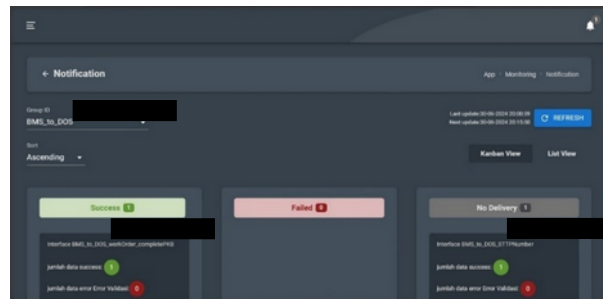 1
← Notification
App Monitoring Notification
Group ID
BMS_to_DOS
Last update:30-06-2024 20:00:59
Next update:30-06-2024 20:15:00
REFRESH
Sort
Ascending
Kanban View List View
Success 1
Failed 0
No Delivery 1
Interface BMS_to_DOS_workOrder_completePKB
Interface BMS_to_DOS_STTPNumber
jumlah data success: 1
jumlah data success: 1
jumlah data error Error Validasi: 0
jumlah data error Error Validasi: 0